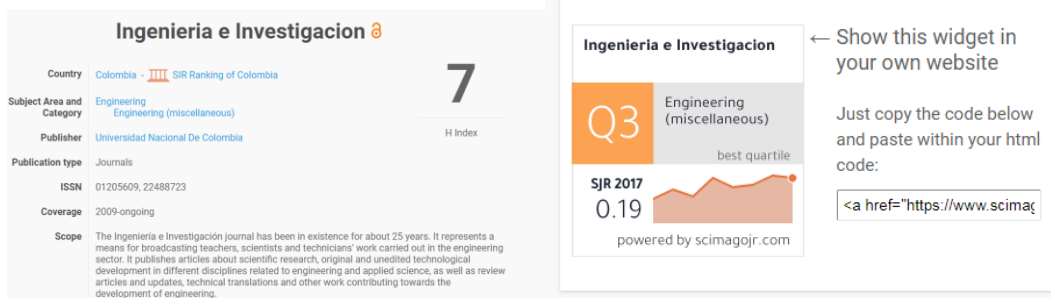 Ingenieria e Investigacion
Country
Colombia - SIR Ranking of Colombia
Subject Area and
Category
Engineering
Engineering (miscellaneous)
Publisher
Universidad Nacional De Colombia
Publication type
Journals
ISSN
01205609, 22488723
Coverage
2009-ongoing
Scope
The Ingeniería e Investigación journal has been in existence for about 25 years. It represents a
means for broadcasting teachers, scientists and technicians' work carried out in the engineering
sector. It publishes articles about scientific research, original and unedited technological
development in different disciplines related to engineering and applied science, as well as review
articles and updates, technical translations and other work contributing towards the
development of engineering.
7
H Index
Ingenieria e Investigacion
Q3
Engineering
(miscellaneous)
best quartile
SJR 2017
0.19
powered by scimagojr.com
← Show this widget in
your own website
Just copy the code below
and paste within your html
code:
<a href="https://www.scimag